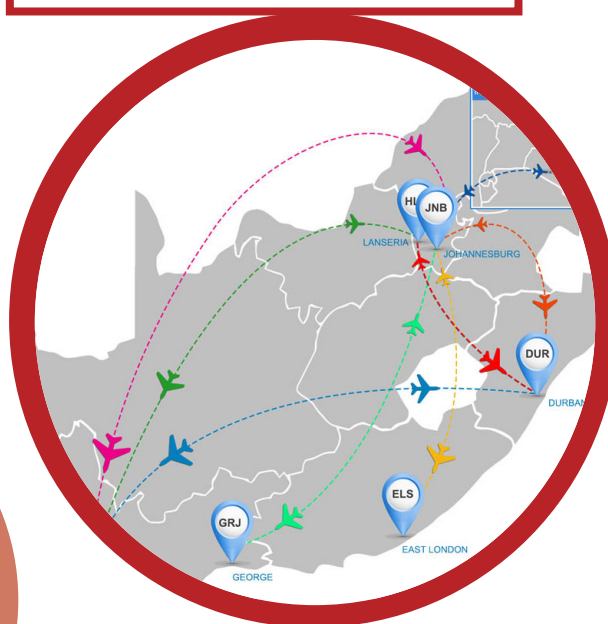 HL
JNB
LANSERIA
JOHANNESBURG
DUR
DURBAN
ELS
GRJ
EAST LONDON
GEORGE